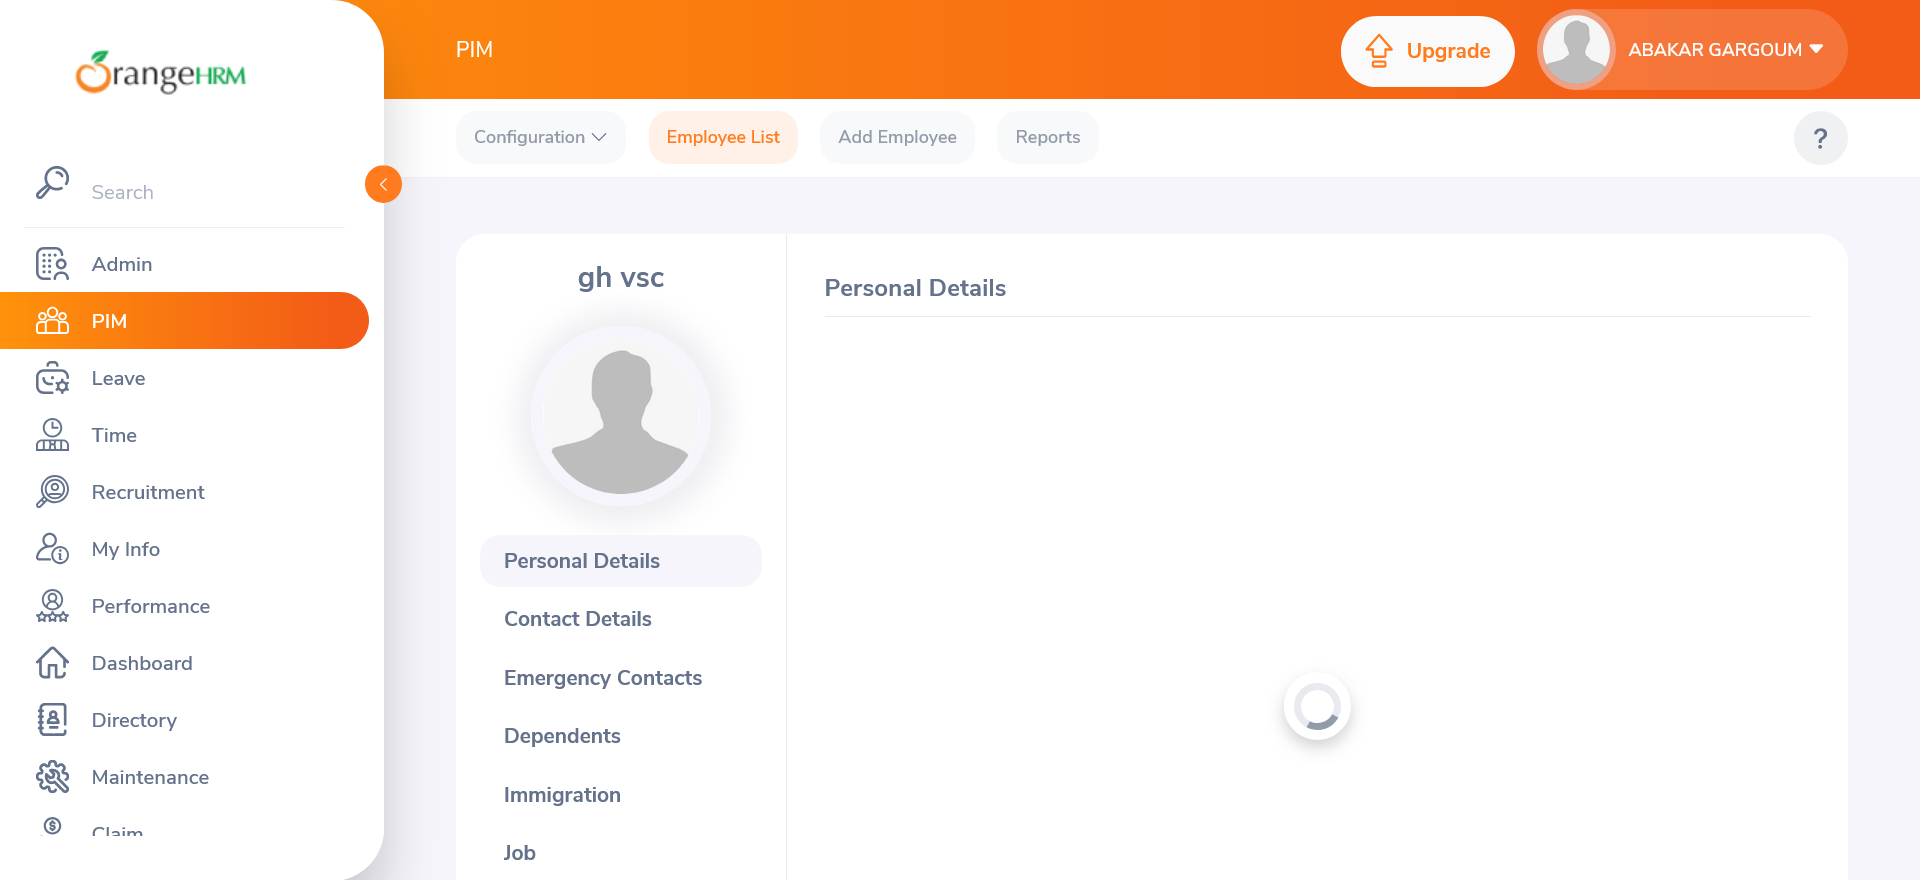 OrangeHRM
PIM
Upgrade
ABAKAR GARGOUM
Configuration
Employee List
Add Employee
Reports
?
Search
Admin
PIM
Leave
Time
Recruitment
My Info
Performance
Dashboard
Directory
Maintenance
Claim
gh vsc
Personal Details
Contact Details
Emergency Contacts
Dependents
Immigration
Job
Personal Details